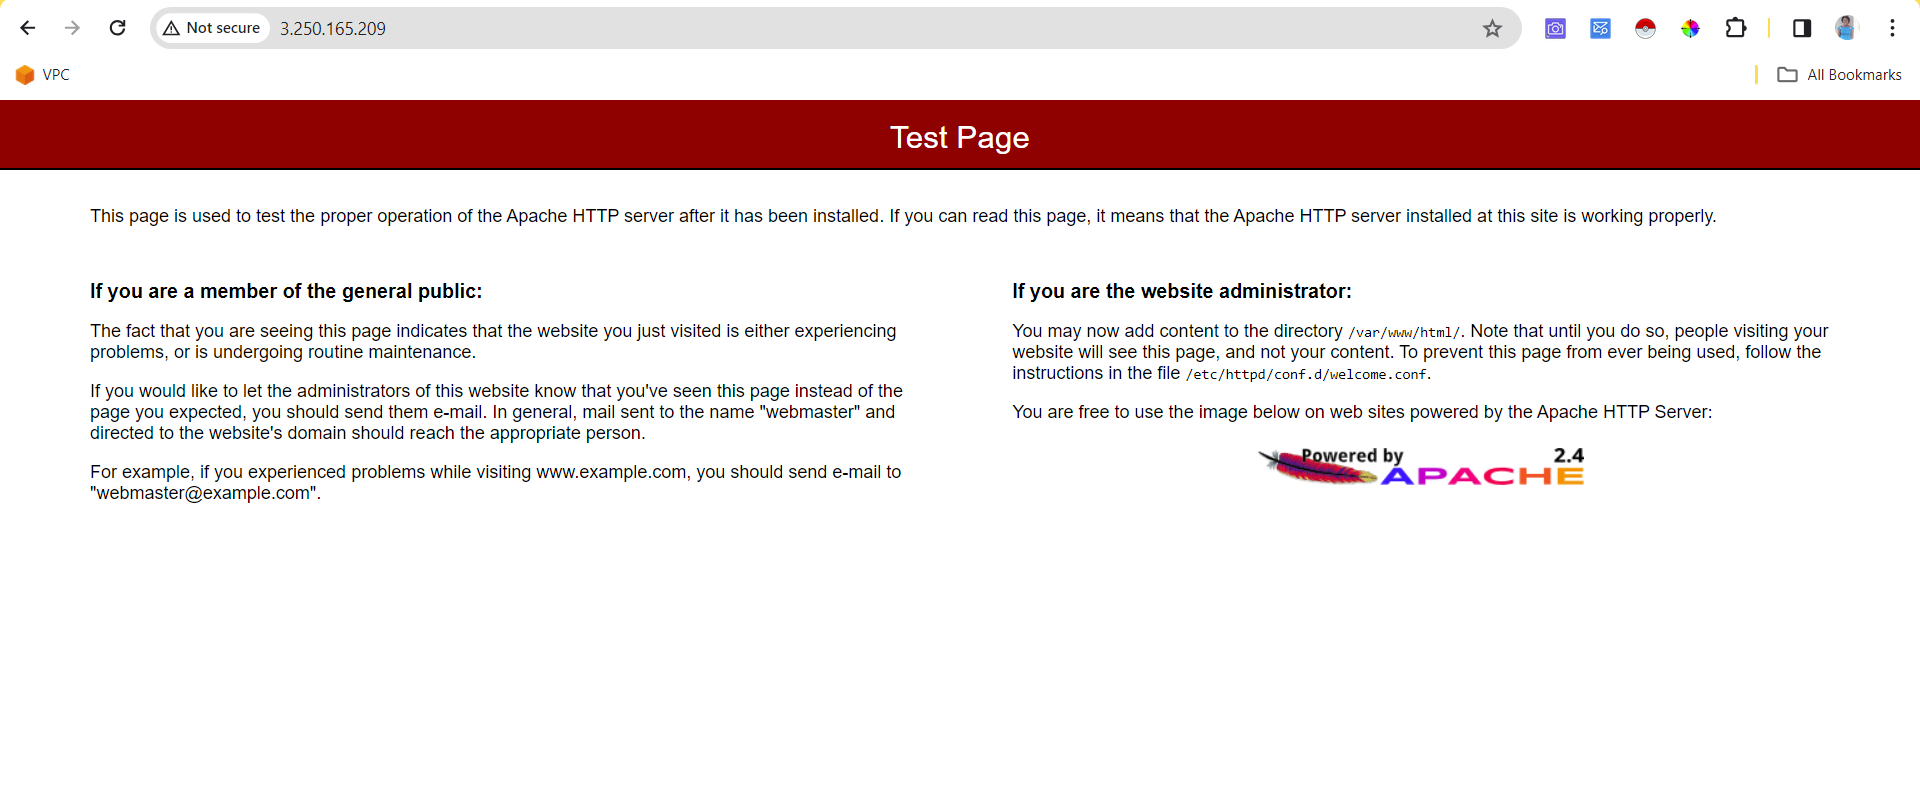 Not secure 3.250.165.209
VPC
All Bookmarks
Test Page
This page is used to test the proper operation of the Apache HTTP server after it has been installed. If you can read this page, it means that the Apache HTTP server installed at this site is working properly.
If you are a member of the general public:
The fact that you are seeing this page indicates that the website you just visited is either experiencing
problems, or is undergoing routine maintenance.
If you would like to let the administrators of this website know that you've seen this page instead of the
page you expected, you should send them e-mail. In general, mail sent to the name "webmaster" and
directed to the website's domain should reach the appropriate person.
For example, if you experienced problems while visiting www.example.com, you should send e-mail to
"webmaster@example.com".
If you are the website administrator:
You may now add content to the directory /var/www/html/. Note that until you do so, people visiting your
website will see this page, and not your content. To prevent this page from ever being used, follow the
instructions in the file /etc/httpd/conf.d/welcome.conf.
You are free to use the image below on web sites powered by the Apache HTTP Server:
Powered by 2.4
APACHE